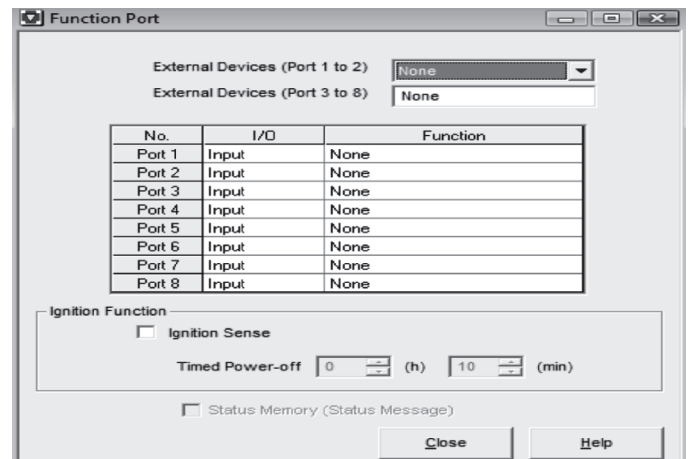 Function Port
External Devices (Port 1 to 2) None
External Devices (Port 3 to 8) None
No. I/O Function
Port 1 Input None
Port 2 Input None
Port 3 Input None
Port 4 Input None
Port 5 Input None
Port 6 Input None
Port 7 Input None
Port 8 Input None
Ignition Function
Ignition Sense
Timed Power-off 0 (h) 10 (min)
Status Memory (Status Message)
Close Help